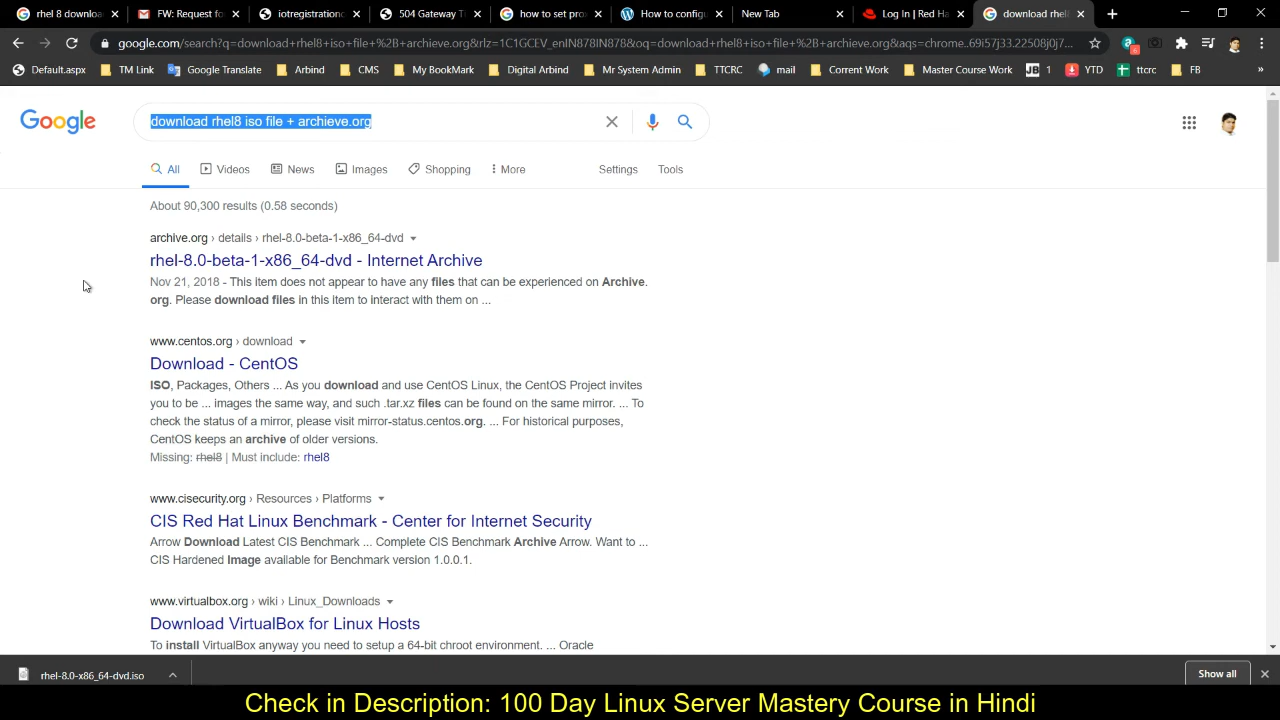 rhel 8 downlo
FW: Request fo
iotregistration
504 Gateway T
how to set prox
How to configu
New Tab
Log In | Red Ha
download rhel
google.com/search?q=download+rhel8+iso+file+%2B+archieve.org&rlz=1C1GCEV_enIN878IN878&oq=download+rhel8+iso+file+%2B+archieve.org&aqs=chrome..69i57j33.22508j0j7...
Default.aspx
TM Link
Google Translate
Arbind
CMS
My BookMark
Digital Arbind
Mr System Admin
TTCRC
mail
Corrent Work
Master Course Work
JB 1
YTD
ttcrc
FB
»
Google
download rhel8 iso file + archieve.org
All
Videos
News
Images
Shopping
More
Settings
Tools
About 90,300 results (0.58 seconds)
archive.org › details › rhel-8.0-beta-1-x86_64-dvd
rhel-8.0-beta-1-x86_64-dvd - Internet Archive
Nov 21, 2018 - This item does not appear to have any files that can be experienced on Archive.
org. Please download files in this item to interact with them on ...
www.centos.org › download
Download - CentOS
ISO, Packages, Others ... As you download and use CentOS Linux, the CentOS Project invites
you to be ... images the same way, and such .tar.xz files can be found on the same mirror. ... To
check the status of a mirror, please visit mirror-status.centos.org. ... For historical purposes,
CentOS keeps an archive of older versions.
Missing: rhel8 | Must include: rhel8
www.cisecurity.org › Resources › Platforms
CIS Red Hat Linux Benchmark - Center for Internet Security
Arrow Download Latest CIS Benchmark ... Complete CIS Benchmark Archive Arrow. Want to ...
CIS Hardened Image available for Benchmark version 1.0.0.1.
www.virtualbox.org › wiki › Linux_Downloads
Download VirtualBox for Linux Hosts
To install VirtualBox anyway you need to setup a 64-bit chroot environment. ... Oracle
rhel-8.0-x86_64-dvd.iso
Show all
Check in Description: 100 Day Linux Server Mastery Course in Hindi